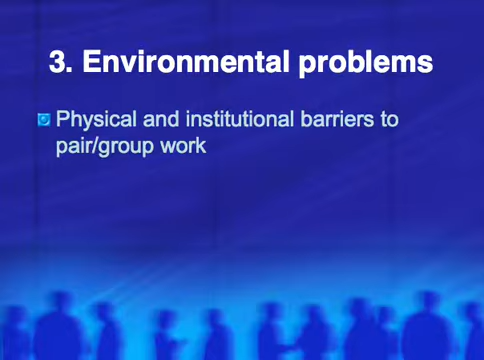 3. Environmental problems
Physical and institutional barriers to
pair/group work